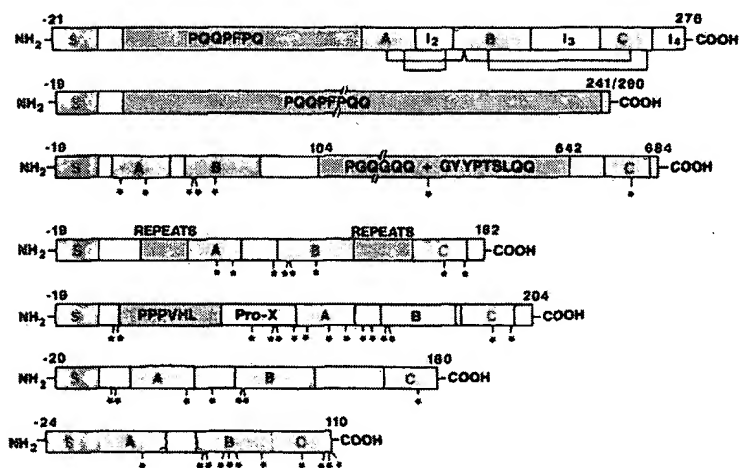 -21 276
NH₂ S PQQPFPQ A I₂ B I₃ C I₄ COOH
-19 241/290
NH₂ S PQQPFPQQ COOH
-19 104 642 684
NH₂ S A B PGQGQQ + GYYPTSLQQ C COOH
* * * * * * *
-19 REPEATS REPEATS 182
NH₂ S A B C COOH
* * * * * * * *
-19 204
NH₂ S PPPVHL Pro-X A B C COOH
-20 160
NH₂ S A B C COOH
-24 110
NH₂ S A B C COOH